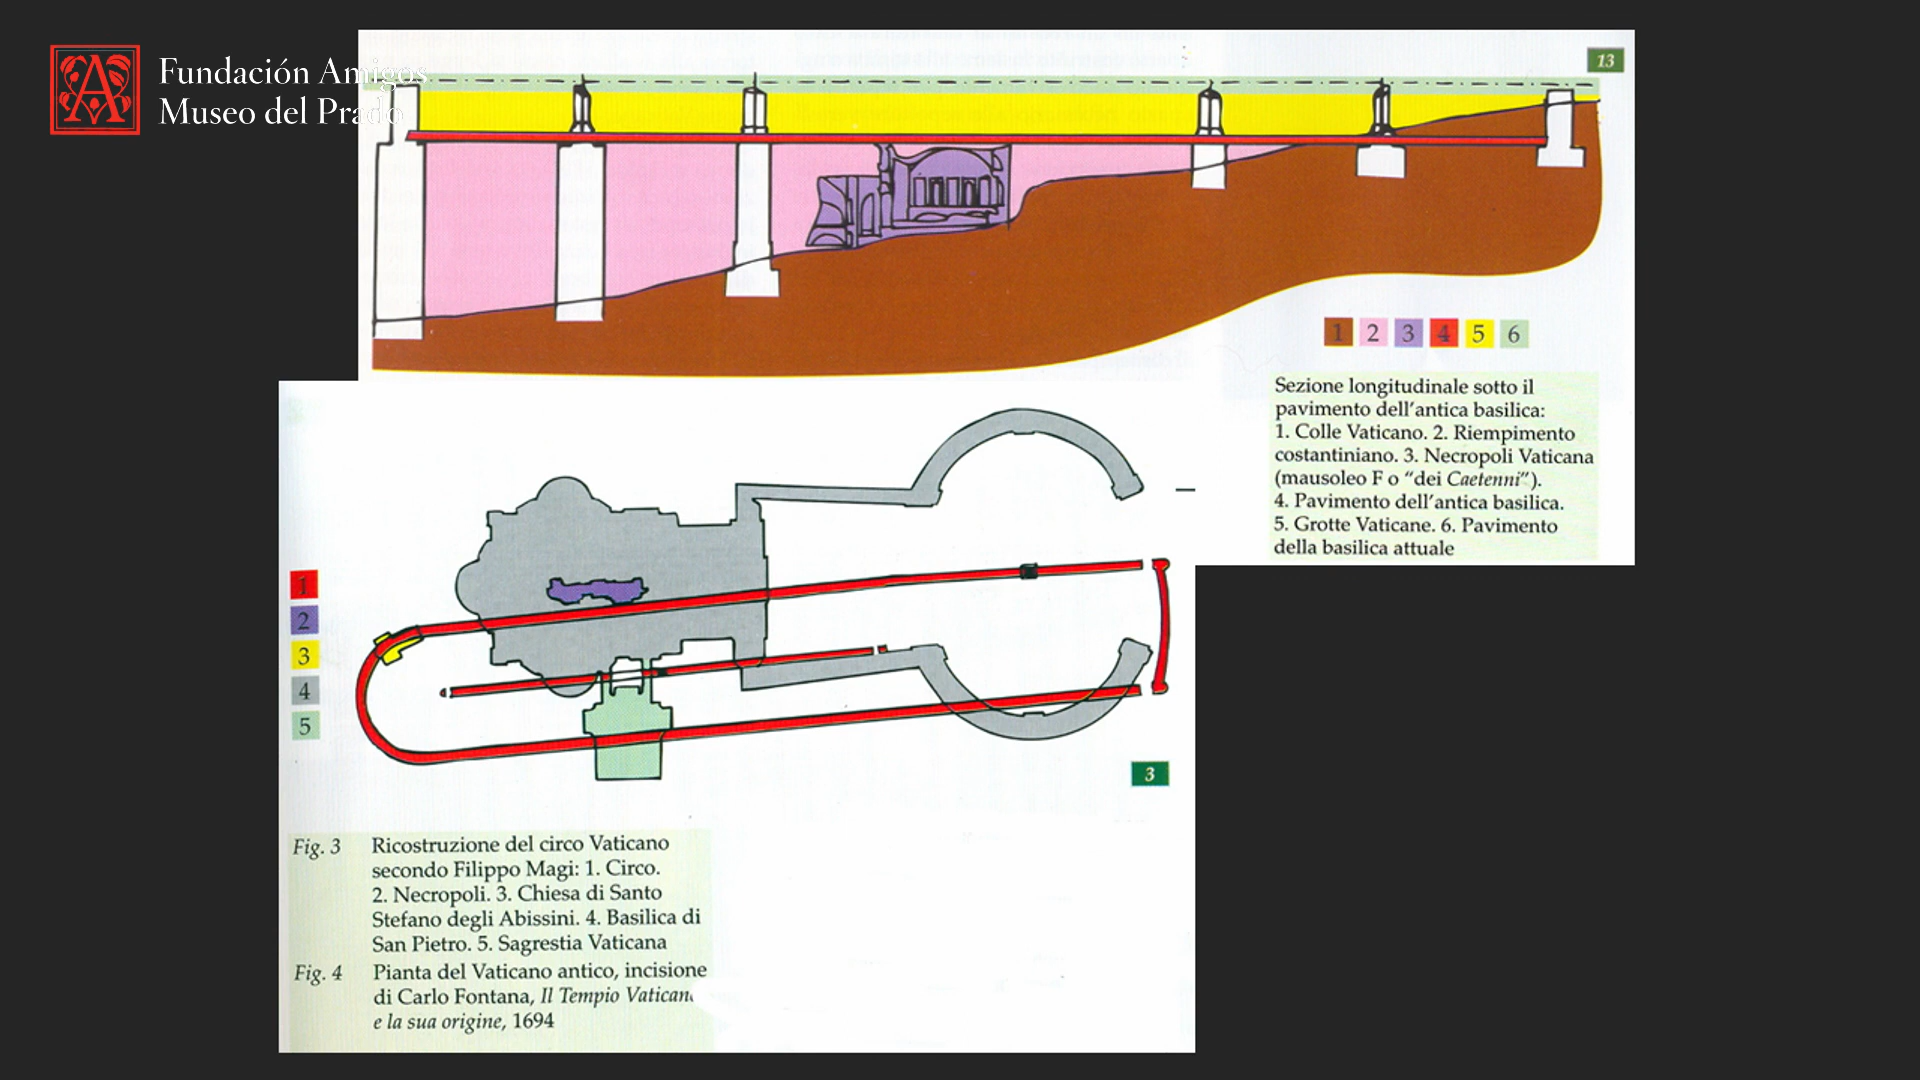 Fundación Amigos
Museo del Prado
13
1 2 3 4 5 6
Sezione longitudinale sotto il
pavimento dell'antica basilica:
1. Colle Vaticano. 2. Riempimento
costantiniano. 3. Necropoli Vaticana
(mausoleo F o “dei Caetenni”).
4. Pavimento dell'antica basilica.
5. Grotte Vaticane. 6. Pavimento
della basilica attuale
1
2
3
4
5
3
Fig. 3 Ricostruzione del circo Vaticano
secondo Filippo Magi: 1. Circo.
2. Necropoli. 3. Chiesa di Santo
Stefano degli Abissini. 4. Basilica di
San Pietro. 5. Sagrestia Vaticana
Fig. 4 Pianta del Vaticano antico, incisione
di Carlo Fontana, Il Tempio Vatican
e la sua origine, 1694